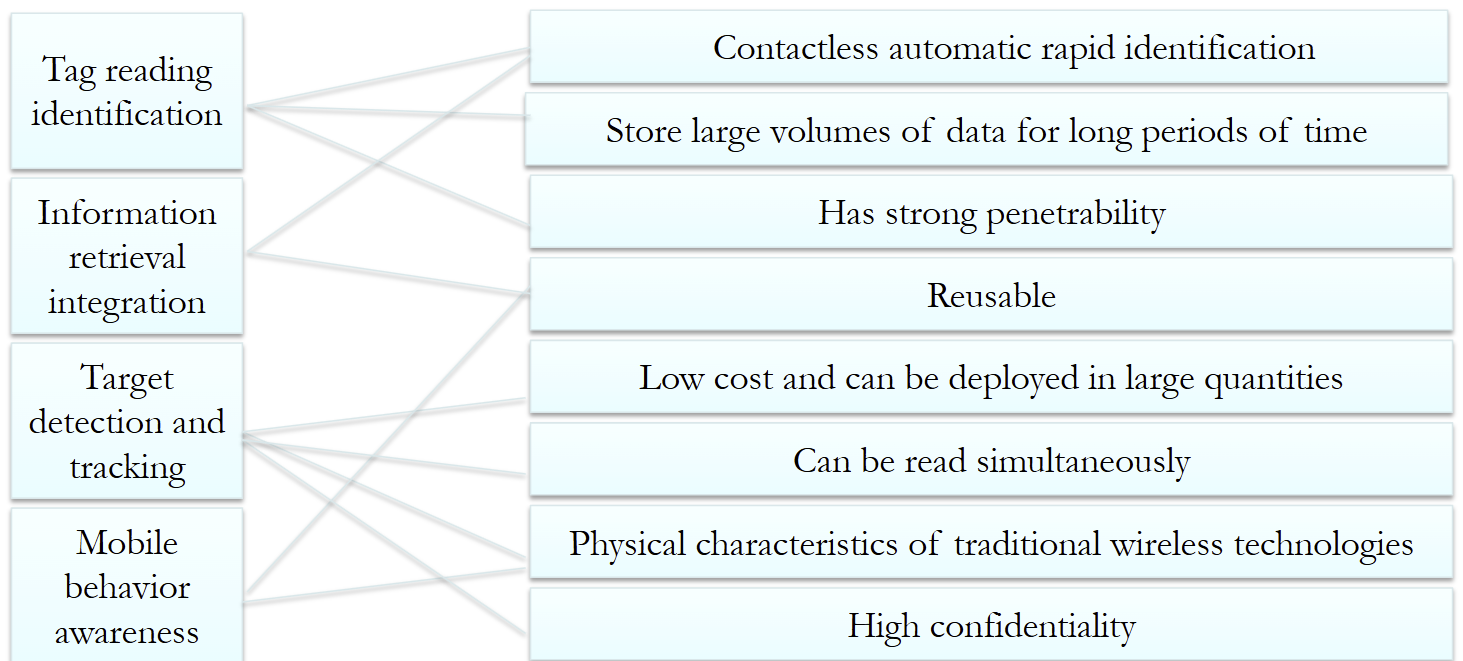 Tag reading
identification
Information
retrieval
integration
Target
detection and
tracking
Mobile
behavior
awareness
Contactless automatic rapid identification
Store large volumes of data for long periods of time
Has strong penetrability
Reusable
Low cost and can be deployed in large quantities
Can be read simultaneously
Physical characteristics of traditional wireless technologies
High confidentiality